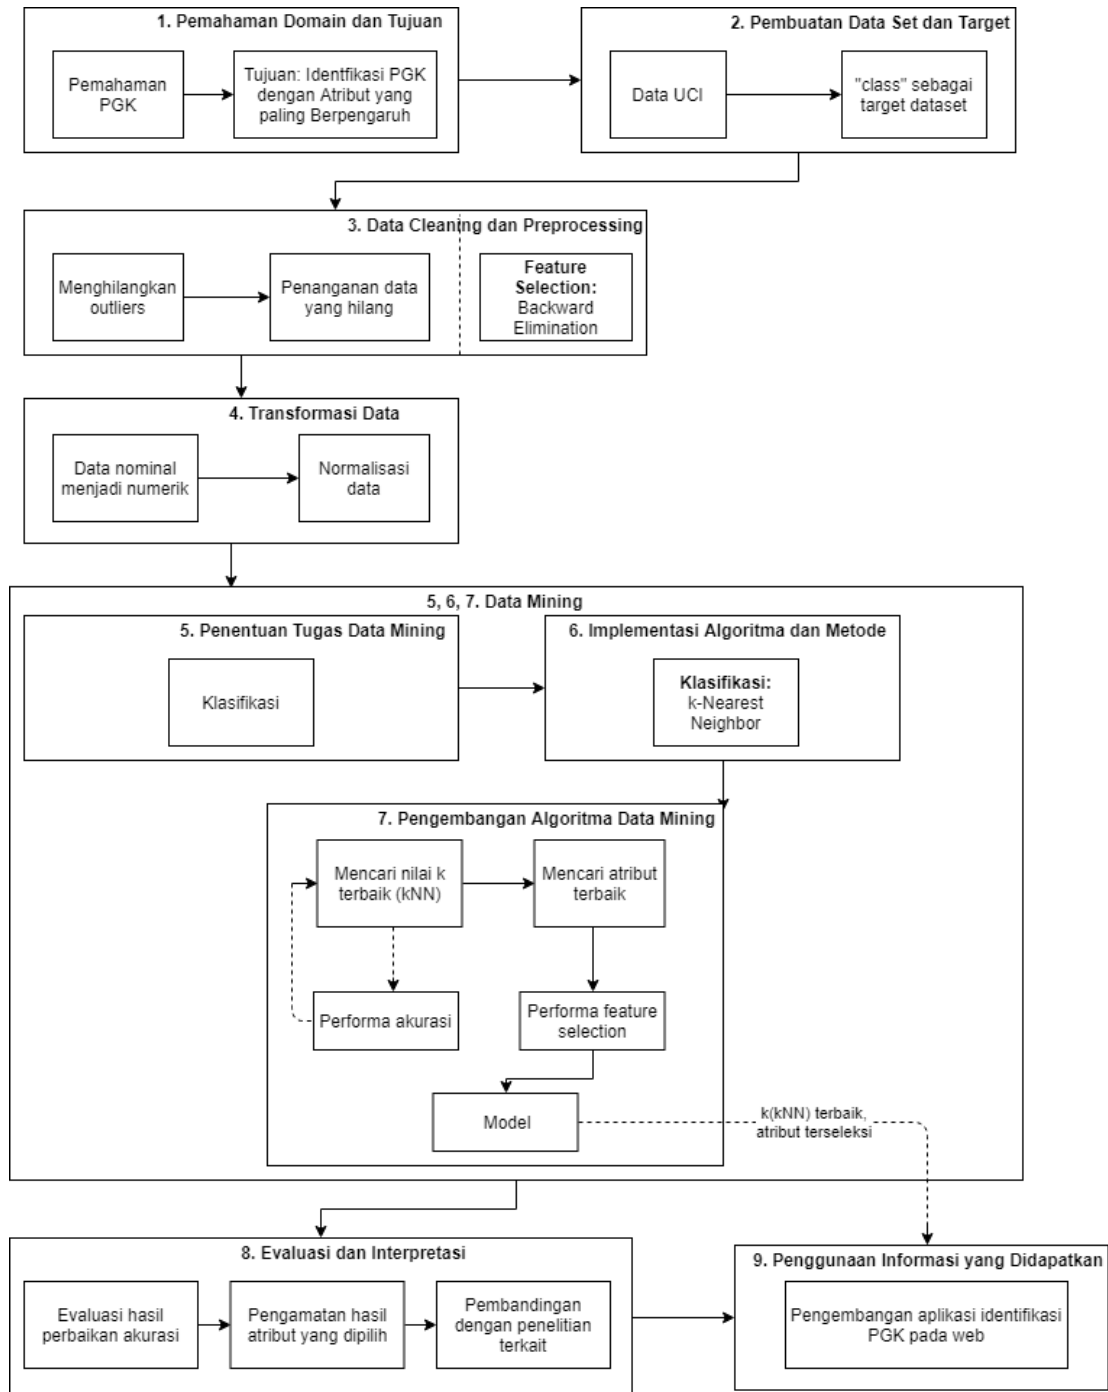 1. Pemahaman Domain dan Tujuan
Pemahaman
PGK
Tujuan: Identfikasi PGK
dengan Atribut yang
paling Berpengaruh
2. Pembuatan Data Set dan Target
Data UCI
"class" sebagai
target dataset
3. Data Cleaning dan Preprocessing
Menghilangkan
outliers
Penanganan data
yang hilang
Feature
Selection:
Backward
Elimination
4. Transformasi Data
Data nominal
menjadi numerik
Normalisasi
data
5, 6, 7. Data Mining
5. Penentuan Tugas Data Mining
Klasifikasi
6. Implementasi Algoritma dan Metode
Klasifikasi:
k-Nearest
Neighbor
7. Pengembangan Algoritma Data Mining
Mencari nilai k
terbaik (kNN)
Mencari atribut
terbaik
Performa akurasi
Performa feature
selection
Model
k(kNN) terbaik,
atribut terseleksi
8. Evaluasi dan Interpretasi
Evaluasi hasil
perbaikan akurasi
Pengamatan hasil
atribut yang dipilih
Pembandingan
dengan penelitian
terkait
9. Penggunaan Informasi yang Didapatkan
Pengembangan aplikasi identifikasi
PGK pada web